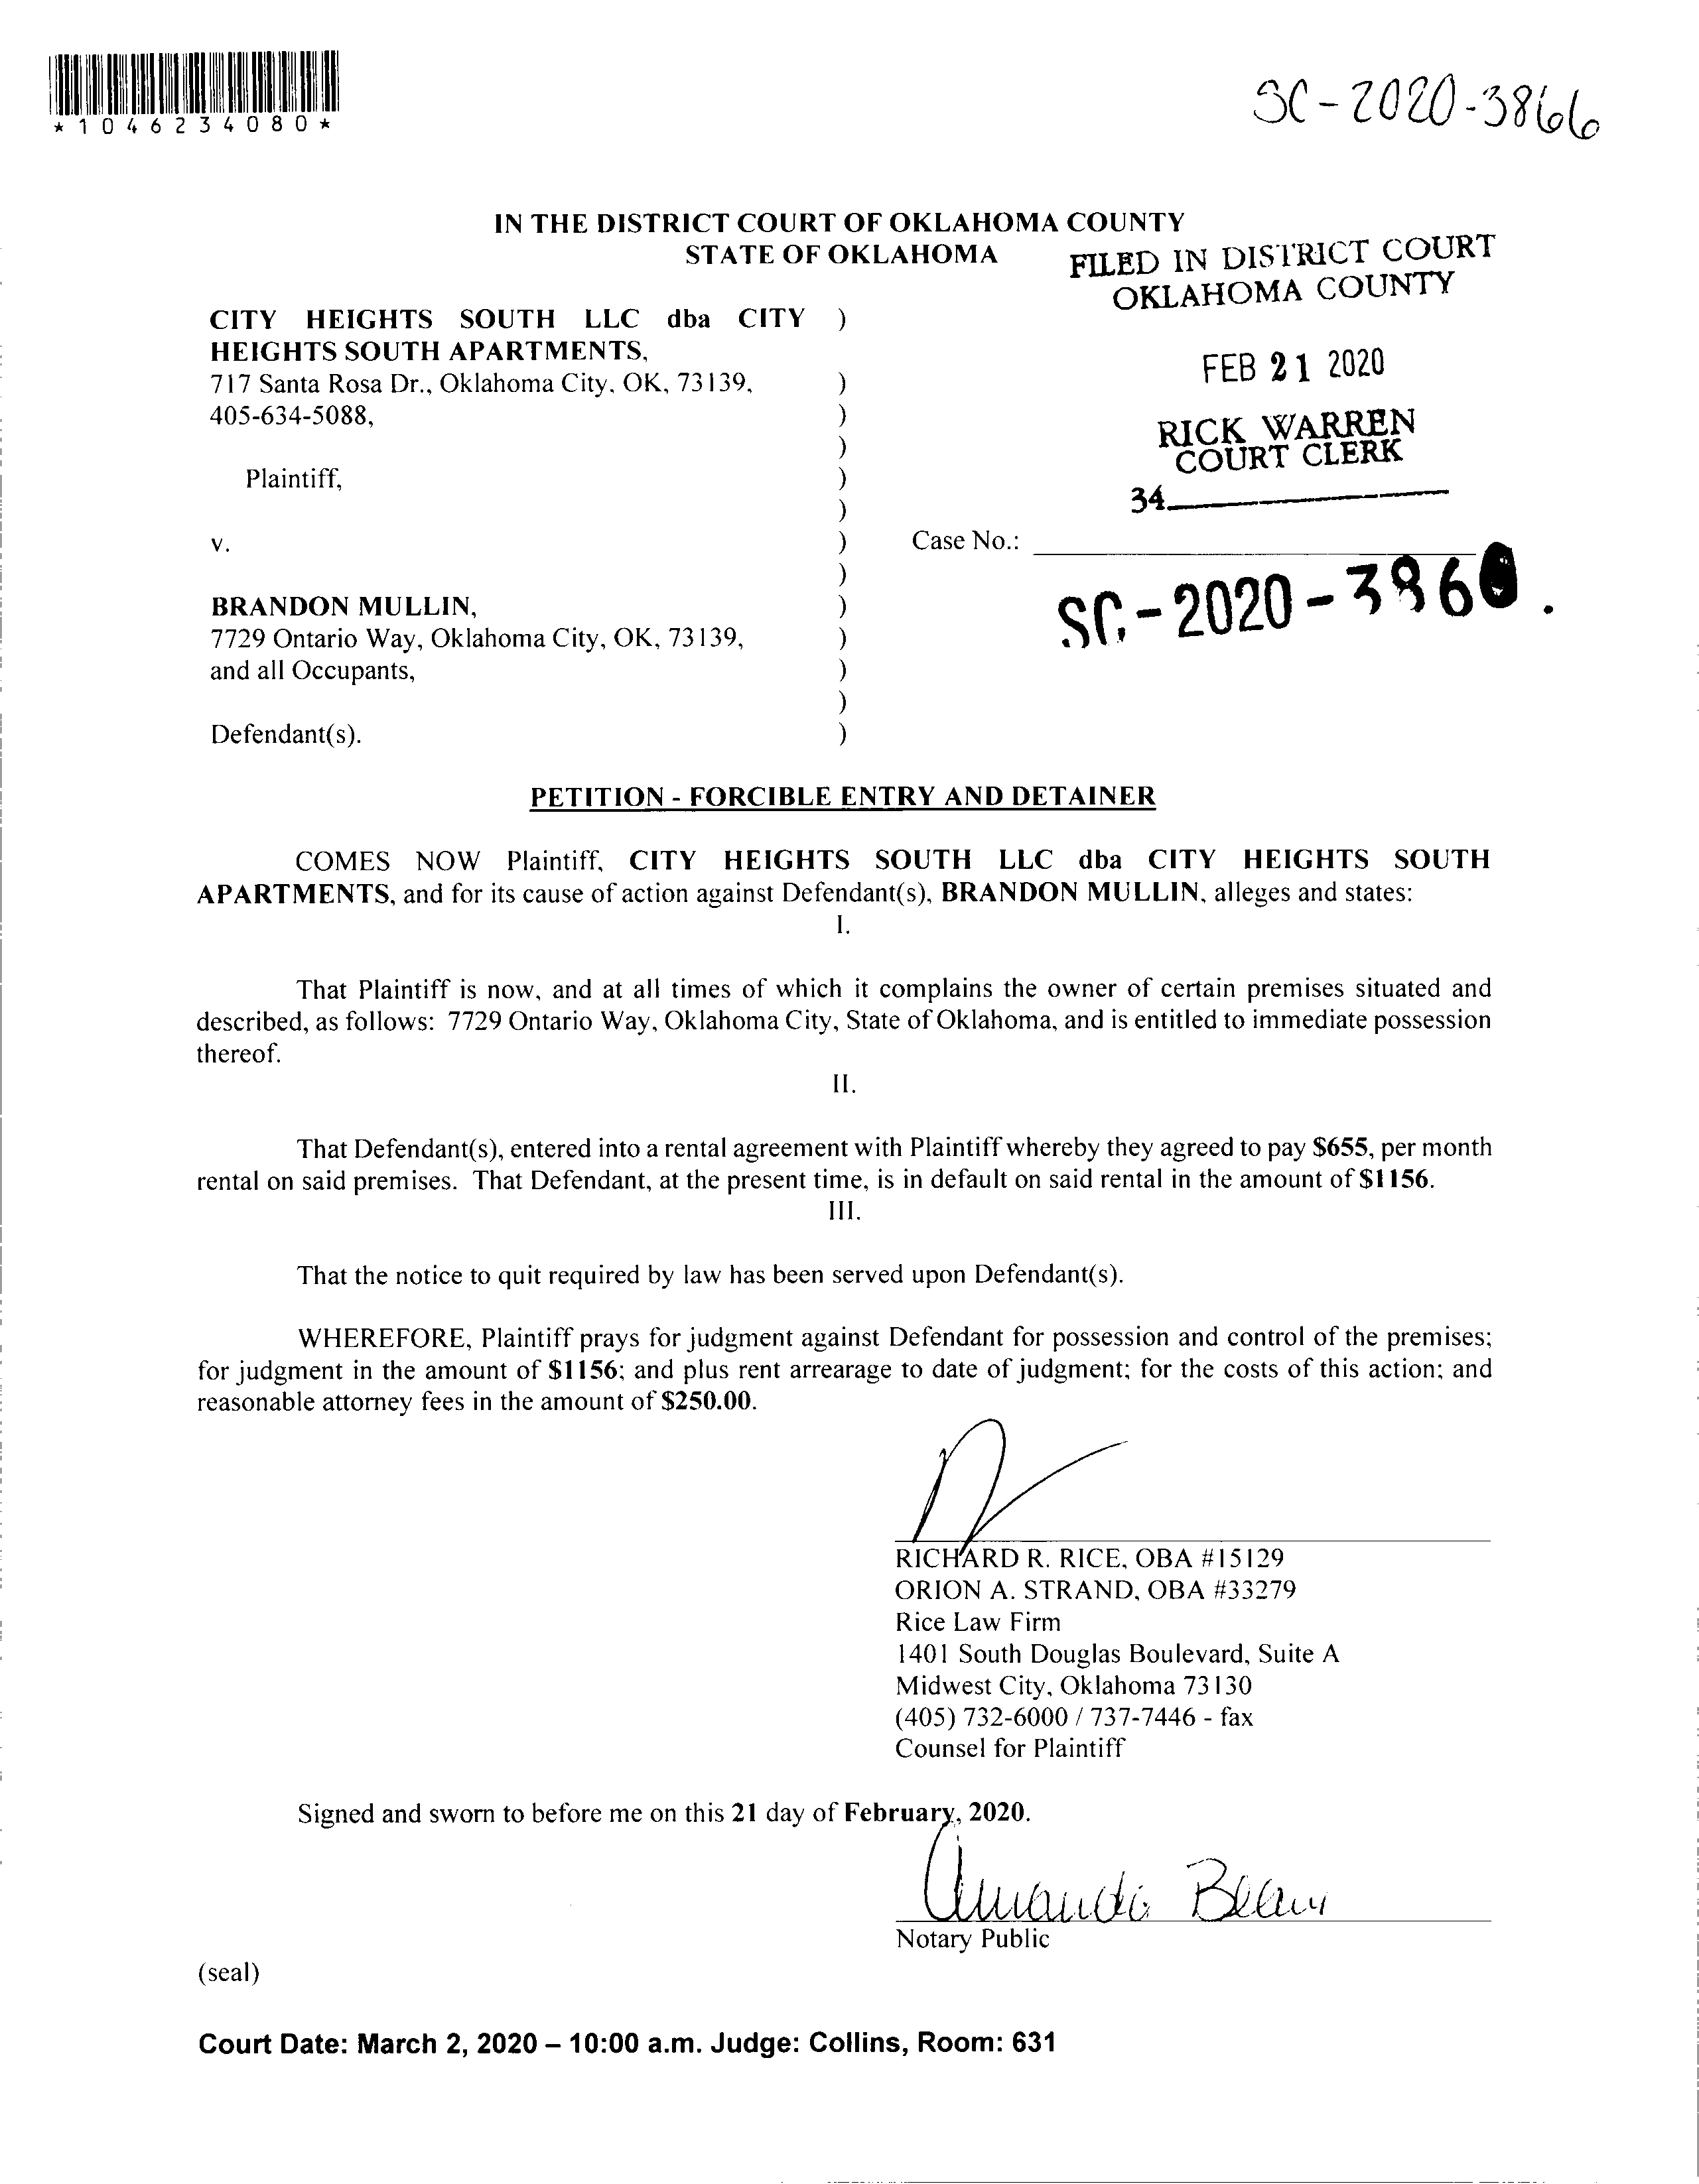 *1046234080*
SC-2020-3866
IN THE DISTRICT COURT OF OKLAHOMA COUNTY
STATE OF OKLAHOMA
FILED IN DISTRICT COURT
OKLAHOMA COUNTY
FEB 21 2020
RICK WARREN
COURT CLERK
34
CITY HEIGHTS SOUTH LLC dba CITY )
HEIGHTS SOUTH APARTMENTS,
717 Santa Rosa Dr., Oklahoma City, OK, 73139, )
405-634-5088, )
)
Plaintiff, )
)
v. ) Case No.:
)
SC-2020-386
BRANDON MULLIN, )
7729 Ontario Way, Oklahoma City, OK, 73139, )
and all Occupants, )
)
Defendant(s). )
PETITION - FORCIBLE ENTRY AND DETAINER
COMES NOW Plaintiff, CITY HEIGHTS SOUTH LLC dba CITY HEIGHTS SOUTH
APARTMENTS, and for its cause of action against Defendant(s), BRANDON MULLIN, alleges and states:
I.
That Plaintiff is now, and at all times of which it complains the owner of certain premises situated and
described, as follows: 7729 Ontario Way, Oklahoma City, State of Oklahoma, and is entitled to immediate possession
thereof.
II.
That Defendant(s), entered into a rental agreement with Plaintiff whereby they agreed to pay $655, per month
rental on said premises. That Defendant, at the present time, is in default on said rental in the amount of $1156.
III.
That the notice to quit required by law has been served upon Defendant(s).
WHEREFORE, Plaintiff prays for judgment against Defendant for possession and control of the premises;
for judgment in the amount of $1156; and plus rent arrearage to date of judgment; for the costs of this action; and
reasonable attorney fees in the amount of $250.00.
RICHARD R. RICE, OBA #15129
ORION A. STRAND, OBA #33279
Rice Law Firm
1401 South Douglas Boulevard, Suite A
Midwest City, Oklahoma 73130
(405) 732-6000 / 737-7446 - fax
Counsel for Plaintiff
Signed and sworn to before me on this 21 day of February, 2020.
Amanda
Notary Public
(seal)
Court Date: March 2, 2020 – 10:00 a.m. Judge: Collins, Room: 631